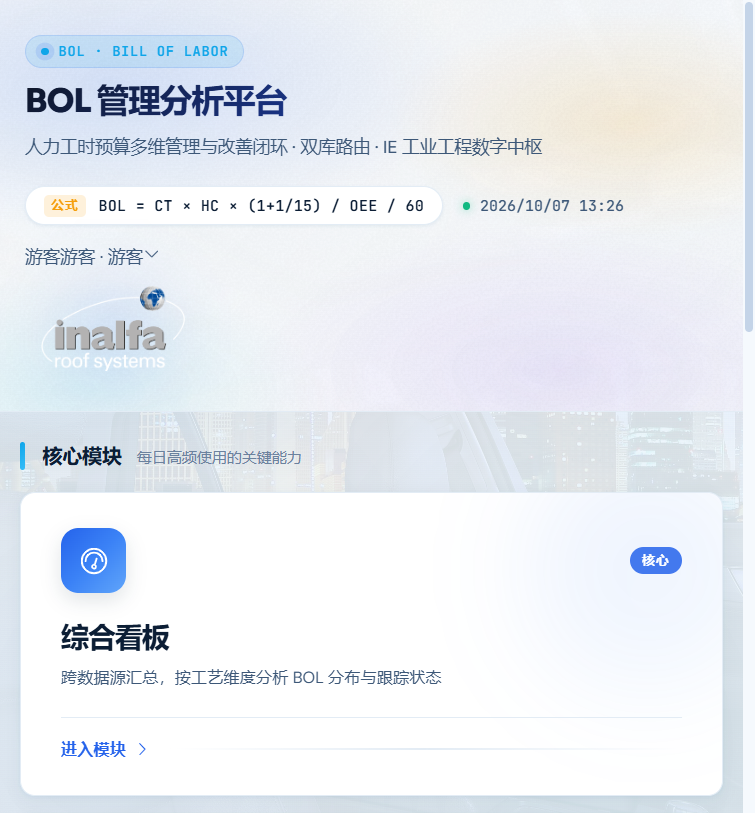 BOL · BILL OF LABOR
BOL 管理分析平台
人力工时预算多维管理与改善闭环 · 双库路由 · IE 工业工程数字中枢
公式 BOL = CT × HC × (1+1/15) / OEE / 60 2026/10/07 13:26
游客游客 · 游客
inalfa
roof systems
核心模块 每日高频使用的关键能力
核心
综合看板
跨数据源汇总，按工艺维度分析 BOL 分布与跟踪状态
进入模块